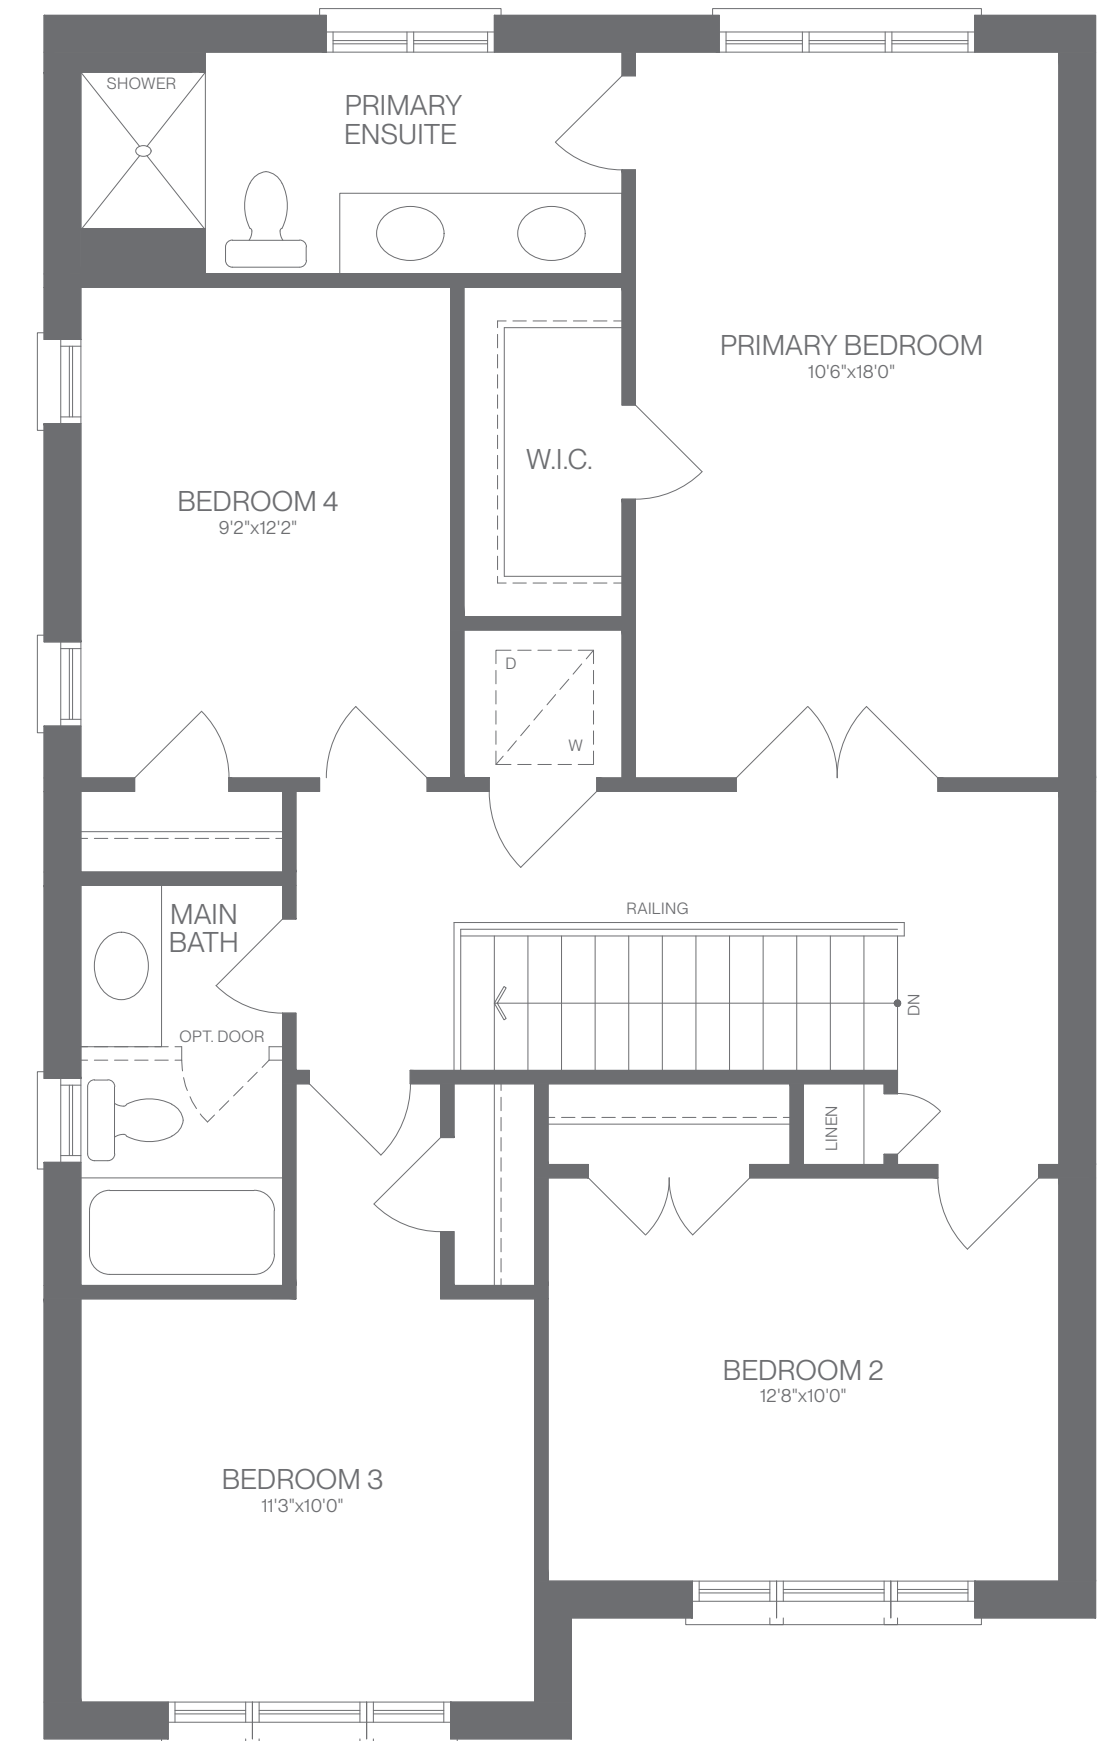 SHOWER
PRIMARY
ENSUITE
PRIMARY BEDROOM
10'6"x18'0"
W.I.C.
BEDROOM 4
9'2"x12'2"
D
W
MAIN
BATH
RAILING
DN
OPT. DOOR
LINEN
BEDROOM 2
12'8"x10'0"
BEDROOM 3
11'3"x10'0"